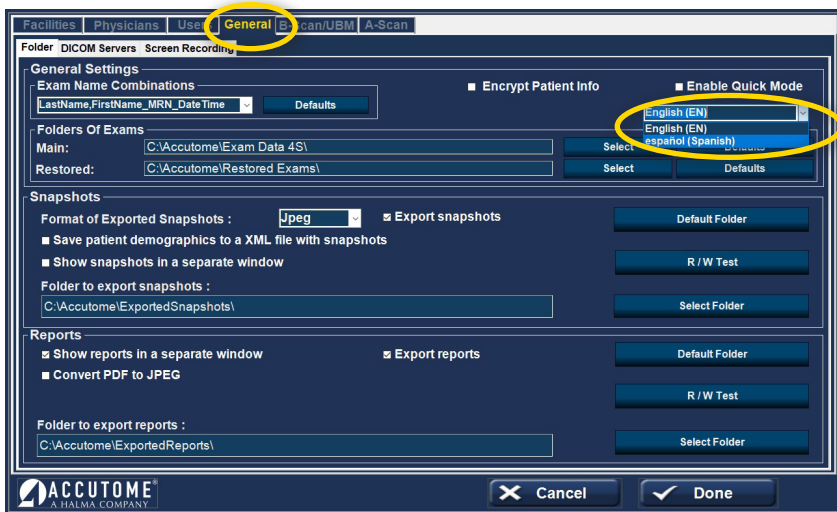 Facilities Physicians Users General B-Scan/UBM A-Scan
Folder DICOM Servers Screen Recording
General Settings
Exam Name Combinations
Encrypt Patient Info Enable Quick Mode
LastName,FirstName_MRN_DateTime Defaults
English (EN)
English (EN)
español (Spanish)
Folders Of Exams
Main: C:\Accutome\Exam Data 4S\ Select Defaults
Restored: C:\Accutome\Restored Exams\ Select Defaults
Snapshots
Format of Exported Snapshots : Jpeg Export snapshots Default Folder
Save patient demographics to a XML file with snapshots
Show snapshots in a separate window R / W Test
Folder to export snapshots :
C:\Accutome\ExportedSnapshots\ Select Folder
Reports
Show reports in a separate window Export reports Default Folder
Convert PDF to JPEG
R / W Test
Folder to export reports :
C:\Accutome\ExportedReports\ Select Folder
ACCUTOME®
A HALMA COMPANY
Cancel Done